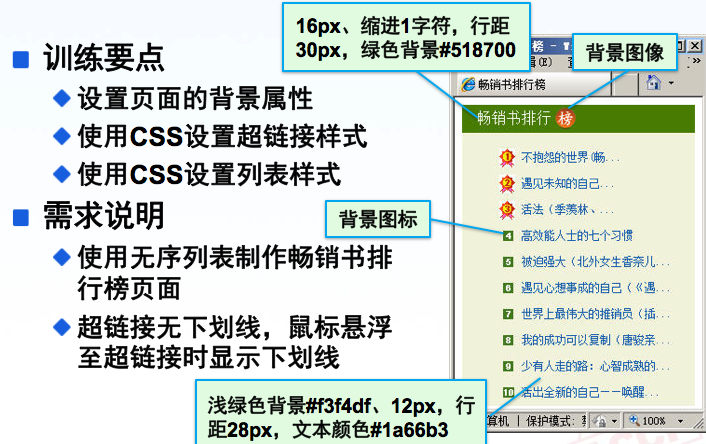 16px、缩进1字符，行距
30px，绿色背景#518700
背景图像
训练要点
设置页面的背景属性
使用CSS设置超链接样式
使用CSS设置列表样式
需求说明
使用无序列表制作畅销书排
行榜页面
超链接无下划线，鼠标悬浮
至超链接时显示下划线
背景图标
浅绿色背景#f3f4df、12px，行
距28px，文本颜色#1a66b3
畅销书排行榜
畅销书排行 榜
1 不抱怨的世界(畅...
2 遇见未知的自己...
3 活法（季羡林、...
4 高效能人士的七个习惯
5 被迫强大（北外女生香奈儿...
6 遇见心想事成的自己（《遇...
7 世界上最伟大的推销员（插...
8 我的成功可以复制（唐骏亲...
9 少有人走的路：心智成熟的...
10 活出全新的自己——唤醒...
算机 | 保护模式:
100%